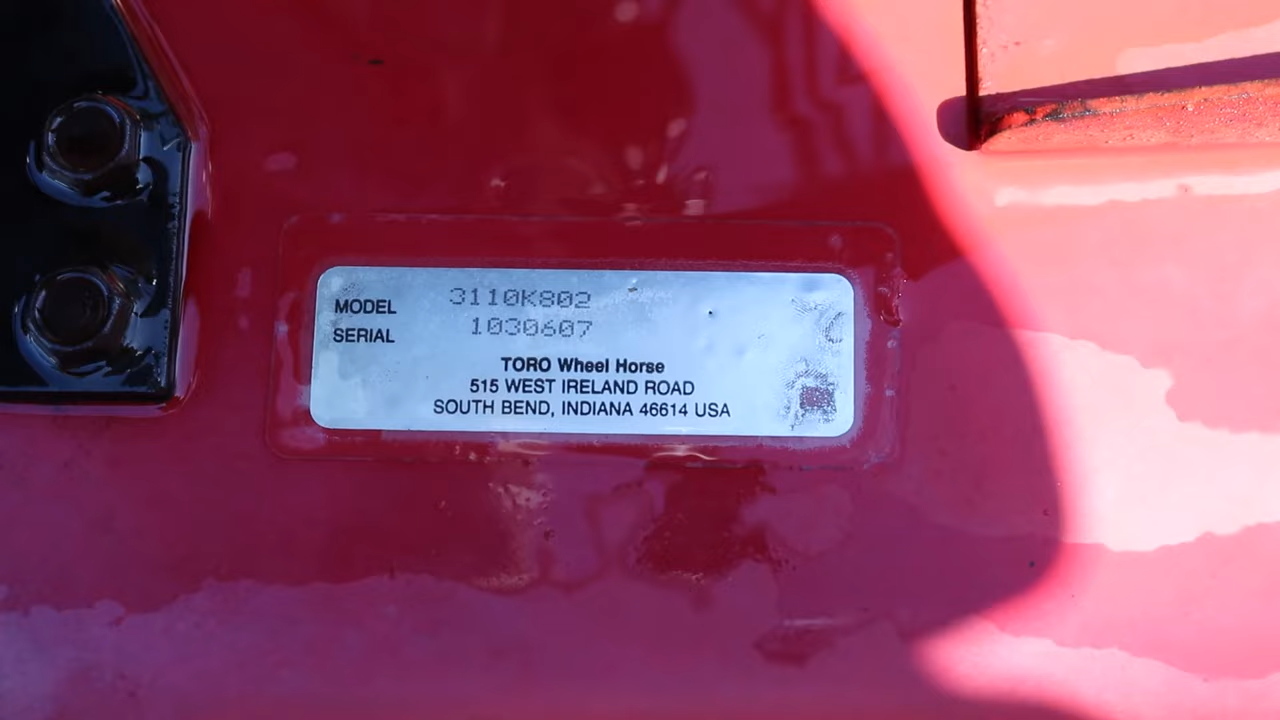 MODEL 3110K802
SERIAL 1030607
TORO Wheel Horse
515 WEST IRELAND ROAD
SOUTH BEND, INDIANA 46614 USA